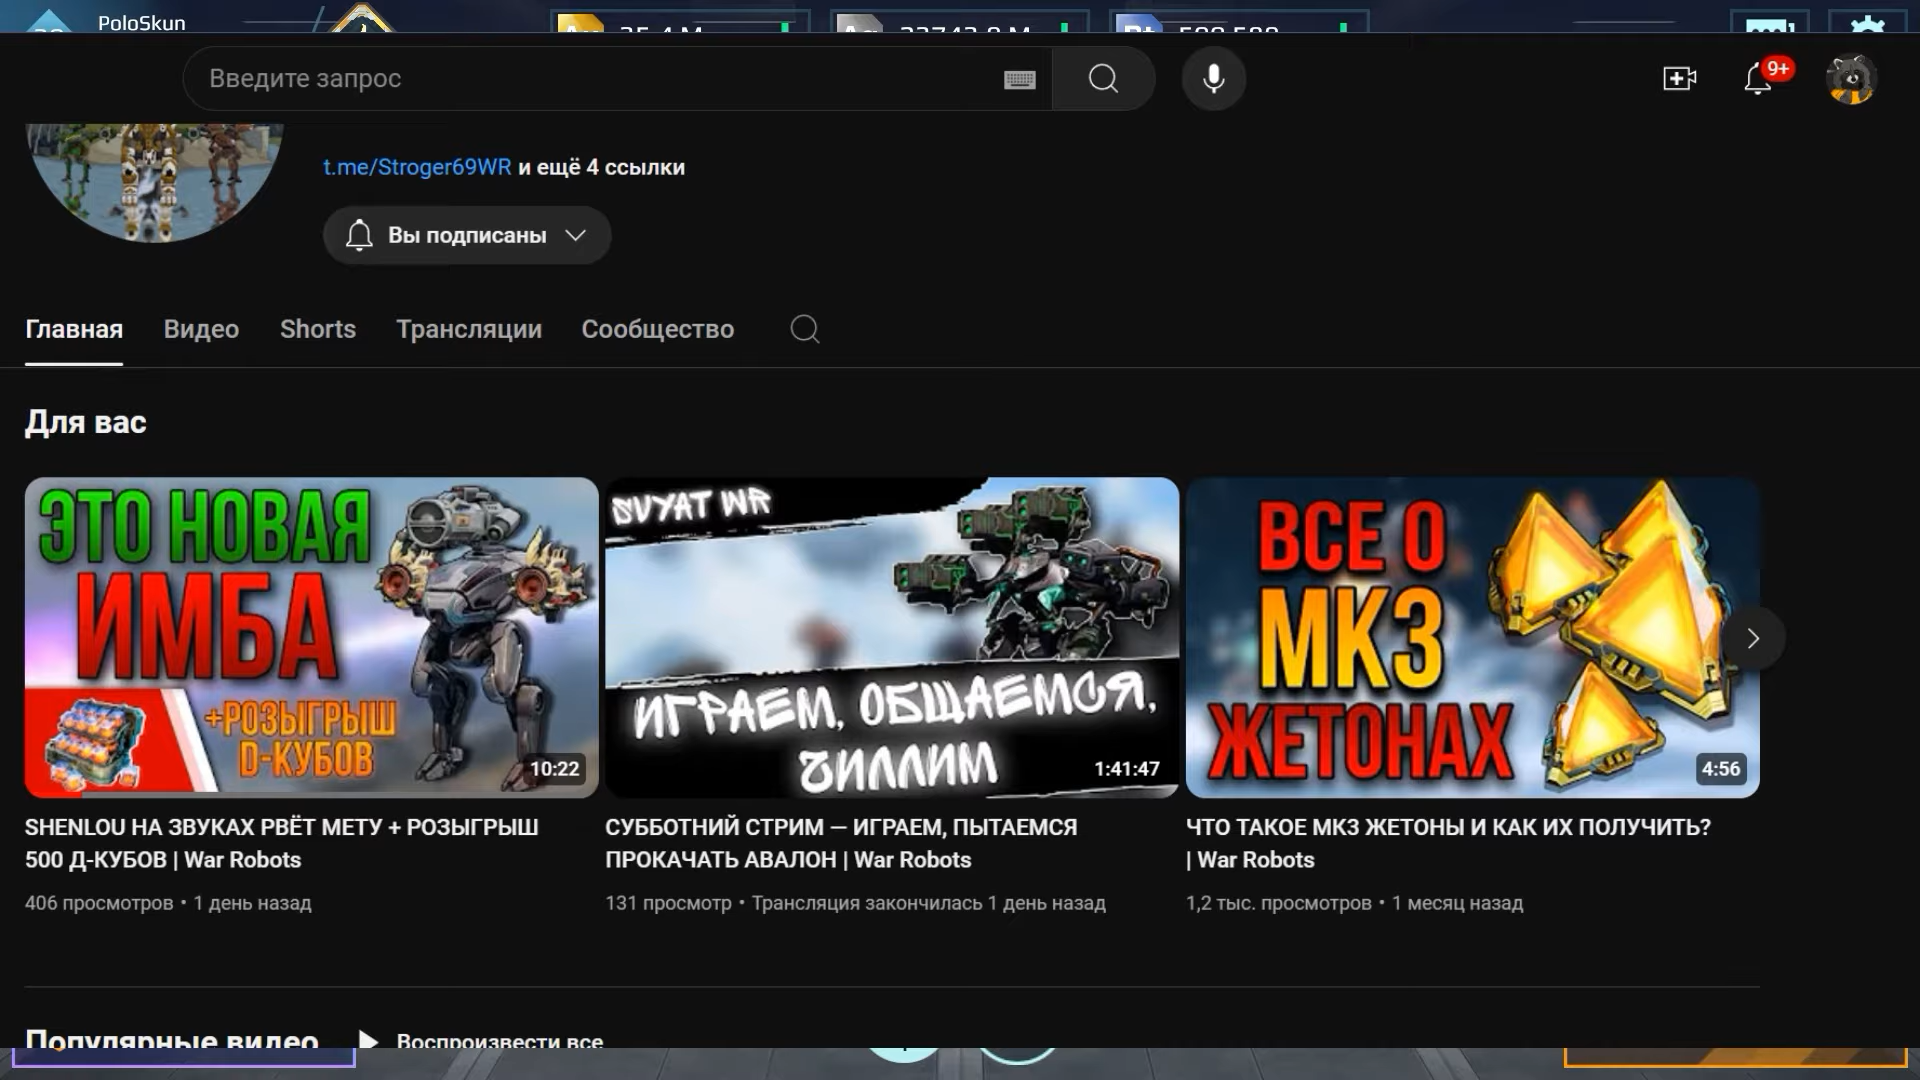 PoloSkun
Введите запрос
9+
t.me/Stroger69WR и ещё 4 ссылки
Вы подписаны
Главная Видео Shorts Трансляции Сообщество
Для вас
ЭТО НОВАЯ
ИМБА
+РОЗЫГРЫШ
D-КУБОВ
10:22
SVYAT WR
ИГРАЕМ, ОБЩАЕМСЯ,
ЧИЛЛИМ
1:41:47
ВСЕ О
МК3
ЖЕТОНАХ
4:56
SHENLOU НА ЗВУКАХ РВЁТ МЕТУ + РОЗЫГРЫШ
500 Д-КУБОВ | War Robots
406 просмотров • 1 день назад
СУББОТНИЙ СТРИМ — ИГРАЕМ, ПЫТАЕМСЯ
ПРОКАЧАТЬ АВАЛОН | War Robots
131 просмотр • Трансляция закончилась 1 день назад
ЧТО ТАКОЕ МК3 ЖЕТОНЫ И КАК ИХ ПОЛУЧИТЬ?
| War Robots
1,2 тыс. просмотров • 1 месяц назад
Популярные видео Воспроизвести все